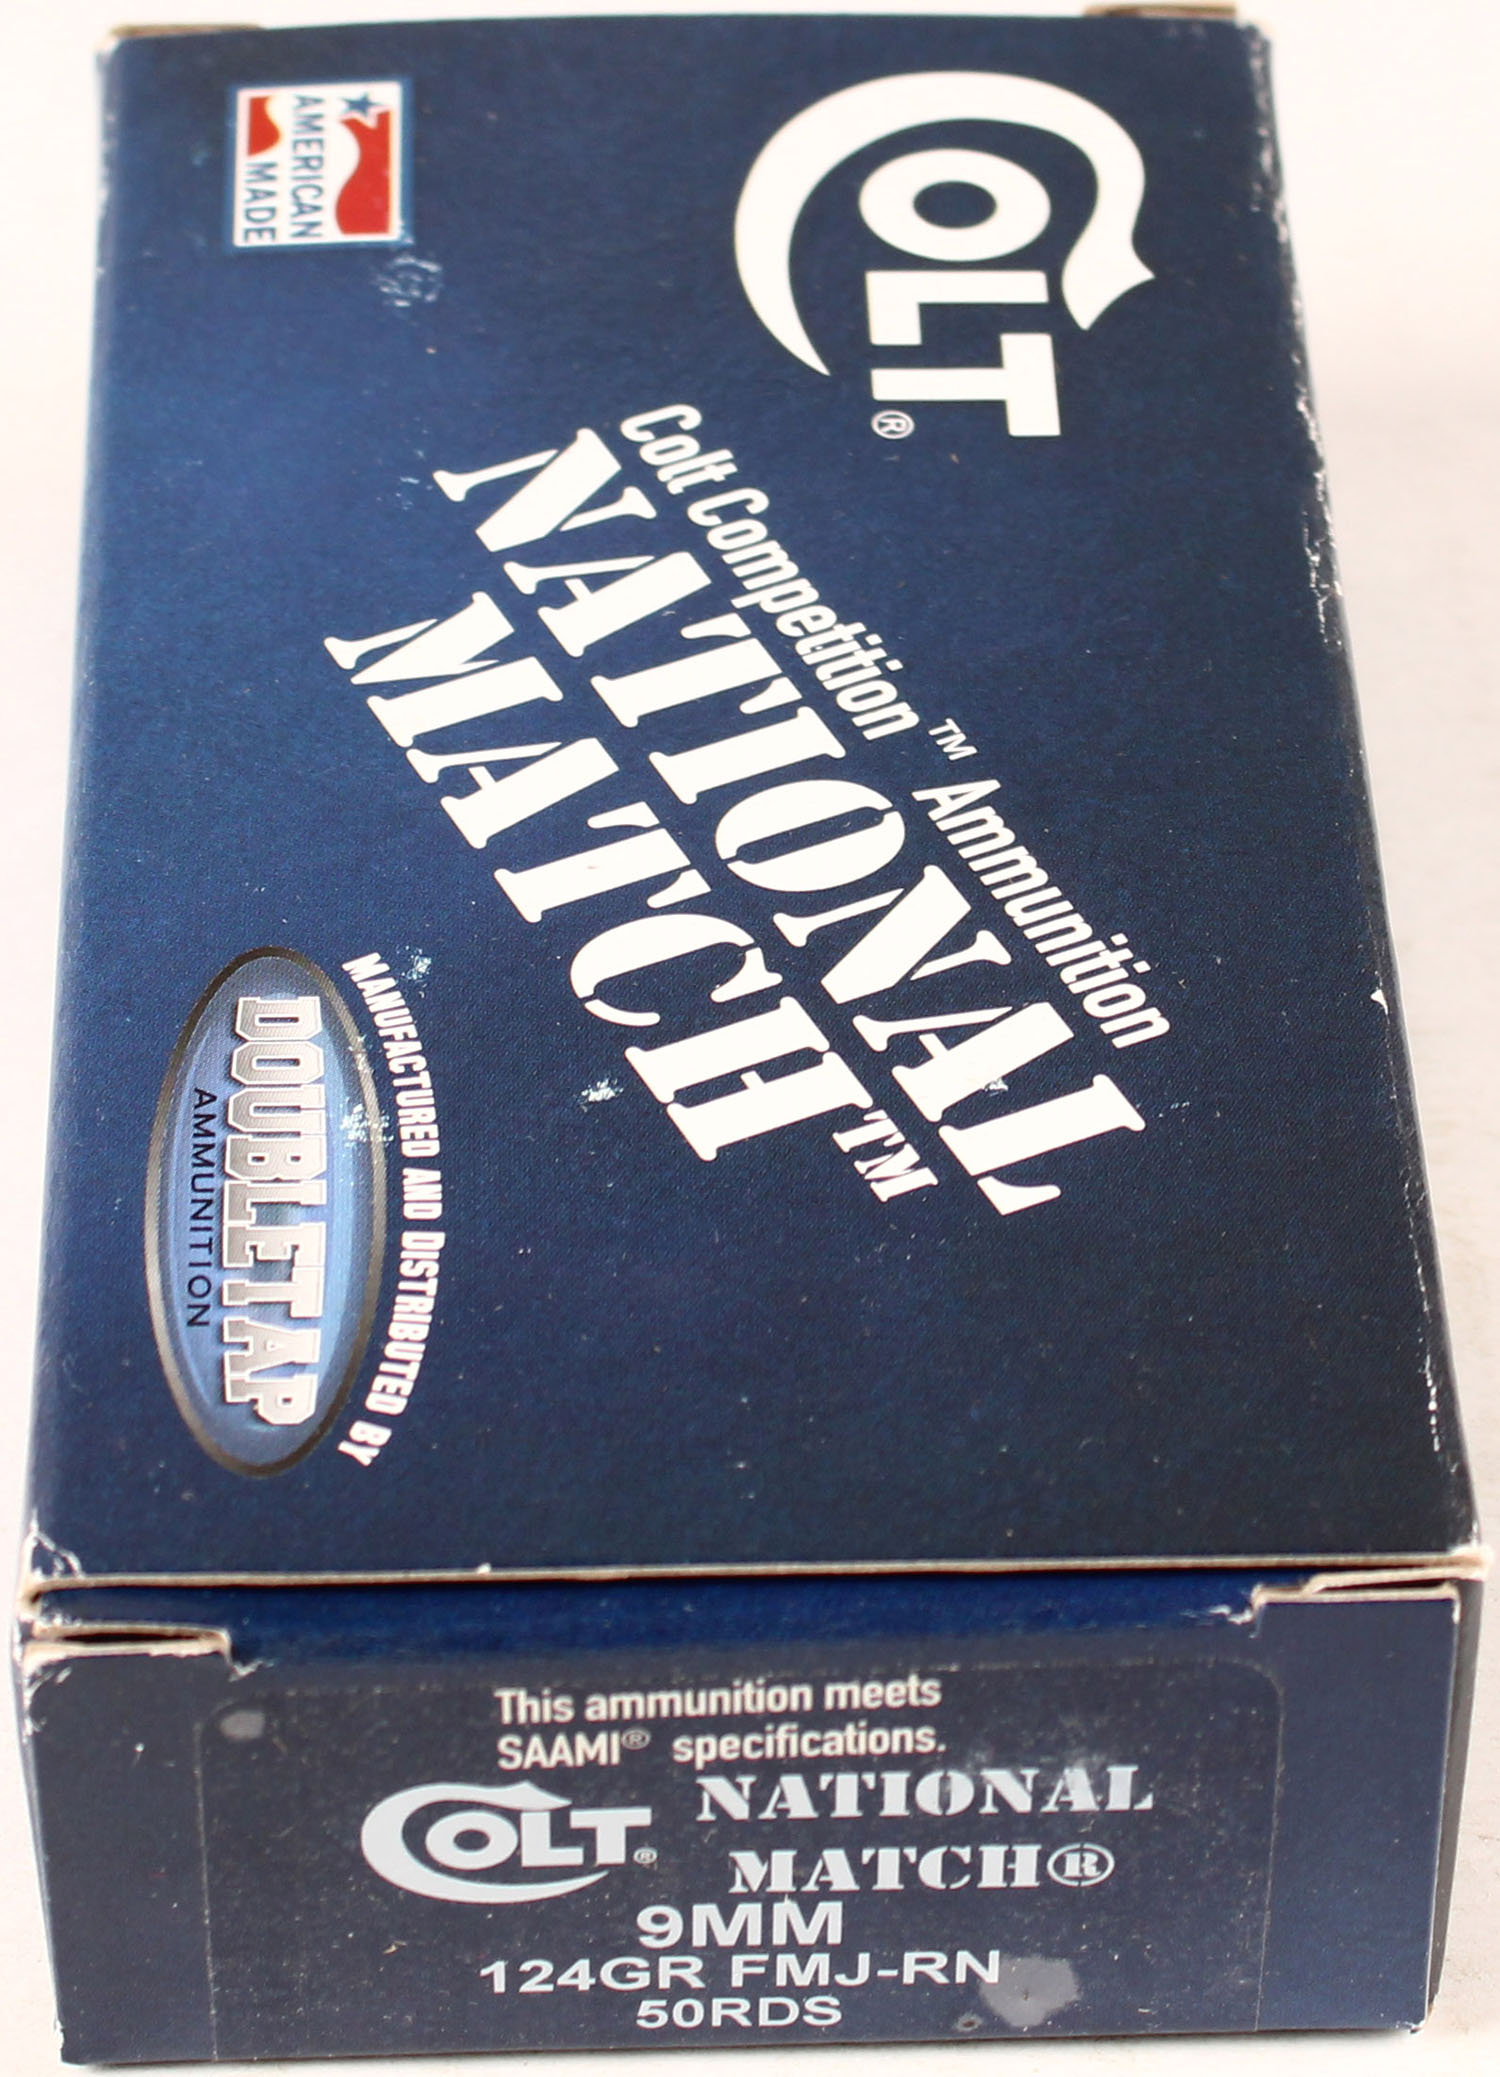 COLT®
AMERICAN
MADE
Colt Competition™ Ammunition
NATIONAL
MATCH™
MANUFACTURED AND DISTRIBUTED BY
DOUBLETAP
AMMUNITION
This ammunition meets
SAAMI® specifications.
COLT® NATIONAL
MATCH®
9MM
124GR FMJ-RN
50RDS